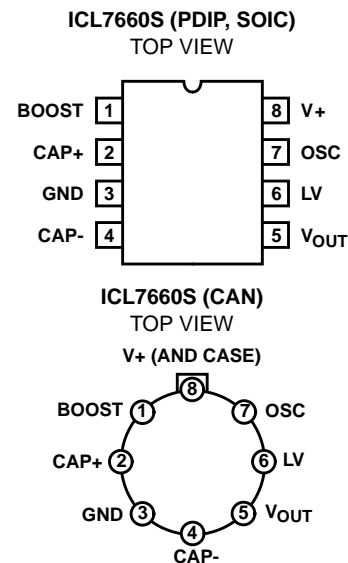 ICL7660S (PDIP, SOIC)
TOP VIEW
BOOST 1 8 V+
CAP+ 2 7 OSC
GND 3 6 LV
CAP- 4 5 VOUT
ICL7660S (CAN)
TOP VIEW
V+ (AND CASE)
8
BOOST 1 7 OSC
CAP+ 2 6 LV
GND 3 5 VOUT
4
CAP-